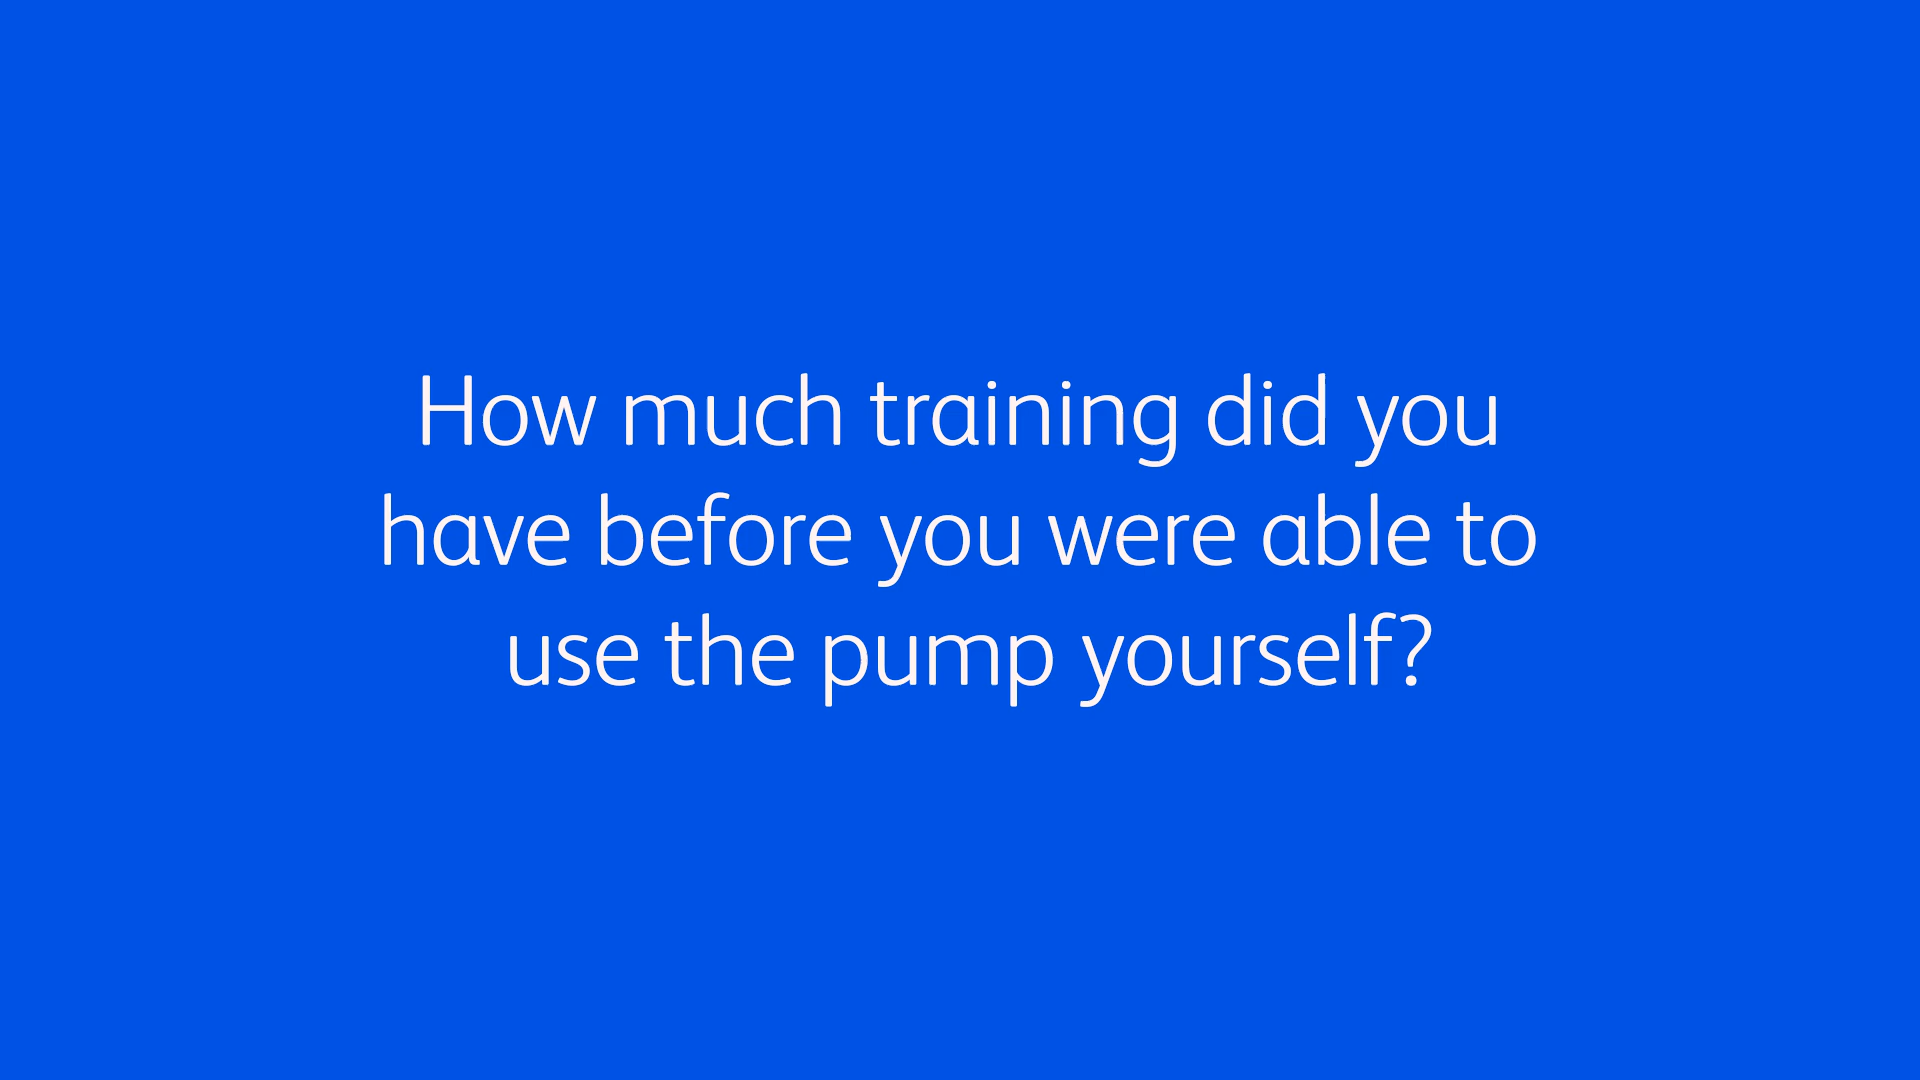 How much training did you
have before you were able to
use the pump yourself?